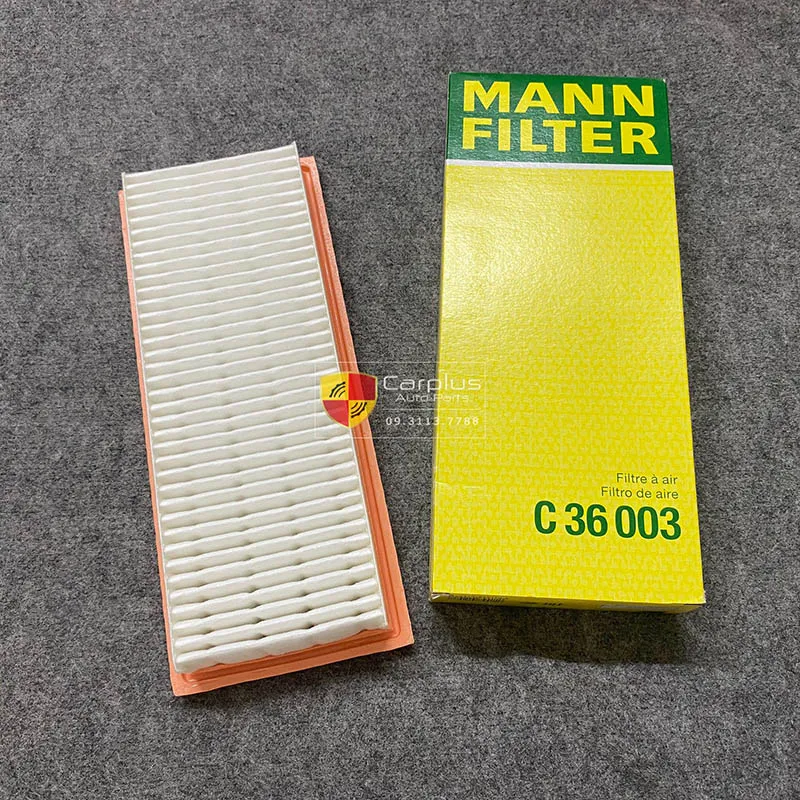 MANN
FILTER
Carplus
Auto Parts
09.3113.7788
Filtre à air
Filtro de aire
C 36 003